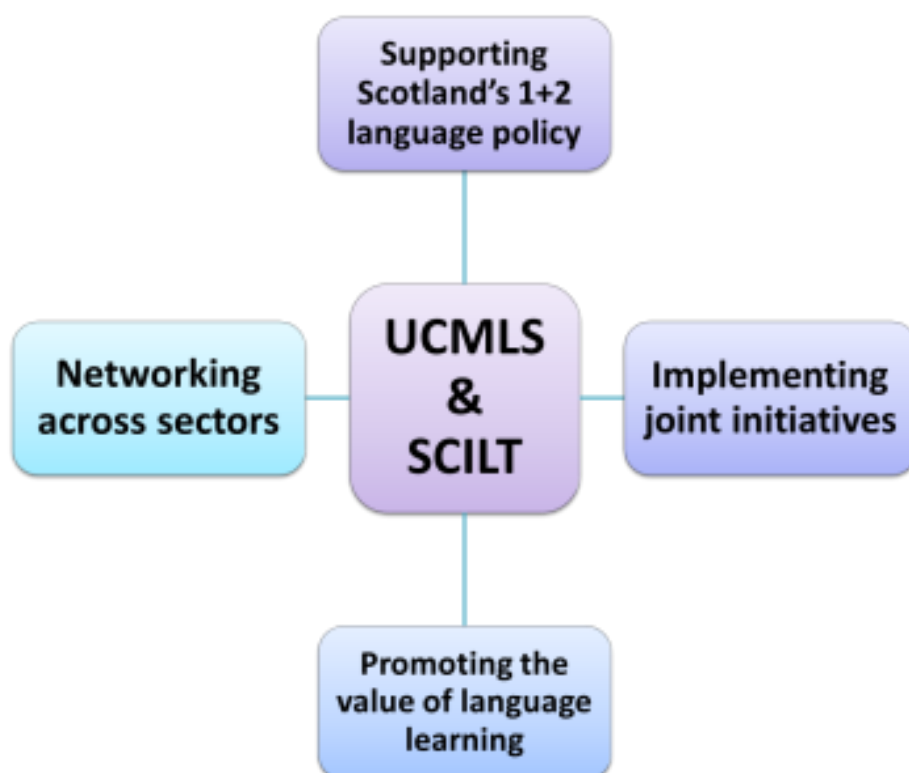 Supporting
Scotland's 1+2
language policy
Networking
across sectors
UCMLS
&
SCILT
Implementing
joint initiatives
Promoting the
value of language
learning